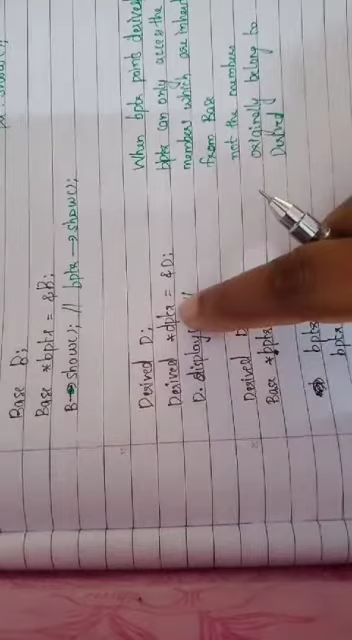 Base B;
Base *bptr = &B;
B.show(); // bptr → show();
Derived D;
Derived *dptr = &D;
D. display
Derived
Base *bptr
bptr
bptr
When bptr point derived
bptr can only access the
members which are inherit
from Base
not the members
originally belong to
Derived